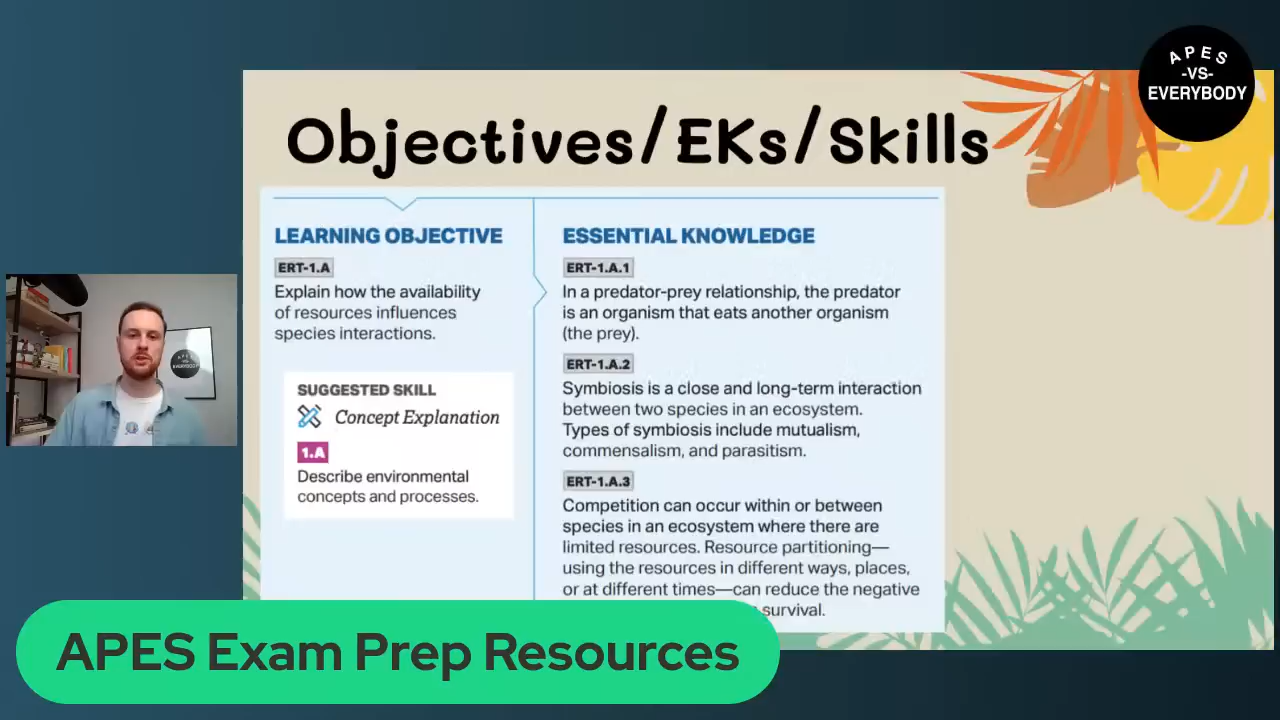 APES
-VS-
EVERYBODY
Objectives/EKs/Skills
LEARNING OBJECTIVE
ERT-1.A
Explain how the availability
of resources influences
species interactions.
SUGGESTED SKILL
Concept Explanation
1.A
Describe environmental
concepts and processes.
ESSENTIAL KNOWLEDGE
ERT-1.A.1
In a predator-prey relationship, the predator
is an organism that eats another organism
(the prey).
ERT-1.A.2
Symbiosis is a close and long-term interaction
between two species in an ecosystem.
Types of symbiosis include mutualism,
commensalism, and parasitism.
ERT-1.A.3
Competition can occur within or between
species in an ecosystem where there are
limited resources. Resource partitioning—
using the resources in different ways, places,
or at different times—can reduce the negative
survival.
APES
EVERYBODY
APES Exam Prep Resources